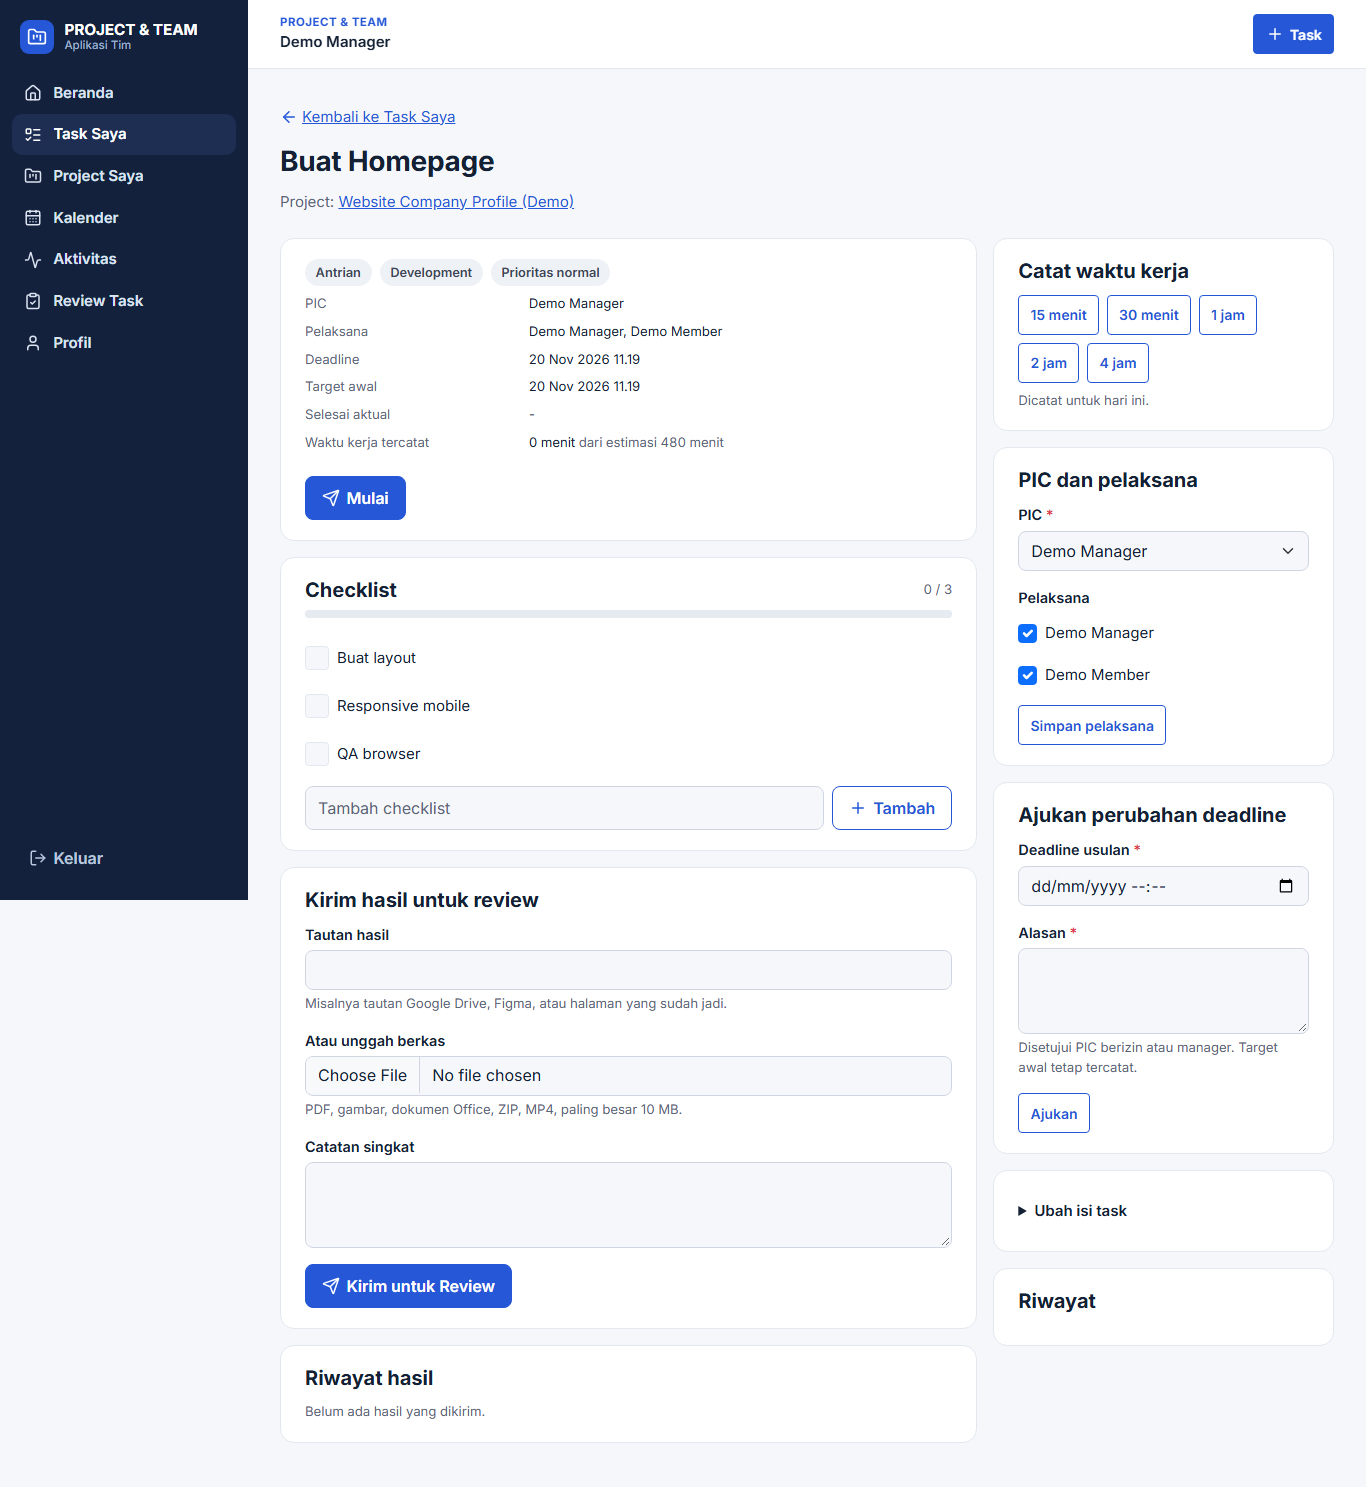 PROJECT & TEAM
Aplikasi Tim
Beranda
Task Saya
Project Saya
Kalender
Aktivitas
Review Task
Profil
Keluar
PROJECT & TEAM
Demo Manager
Task
Kembali ke Task Saya
Buat Homepage
Project: Website Company Profile (Demo)
Antrian Development Prioritas normal
PIC Demo Manager
Pelaksana Demo Manager, Demo Member
Deadline 20 Nov 2026 11.19
Target awal 20 Nov 2026 11.19
Selesai aktual -
Waktu kerja tercatat 0 menit dari estimasi 480 menit
Mulai
Checklist 0 / 3
Buat layout
Responsive mobile
QA browser
Tambah checklist
Tambah
Kirim hasil untuk review
Tautan hasil
Misalnya tautan Google Drive, Figma, atau halaman yang sudah jadi.
Atau unggah berkas
Choose File No file chosen
PDF, gambar, dokumen Office, ZIP, MP4, paling besar 10 MB.
Catatan singkat
Kirim untuk Review
Riwayat hasil
Belum ada hasil yang dikirim.
Catat waktu kerja
15 menit 30 menit 1 jam
2 jam 4 jam
Dicatat untuk hari ini.
PIC dan pelaksana
PIC *
Demo Manager
Pelaksana
Demo Manager
Demo Member
Simpan pelaksana
Ajukan perubahan deadline
Deadline usulan *
dd/mm/yyyy --:--
Alasan *
Disetujui PIC berizin atau manager. Target
awal tetap tercatat.
Ajukan
Ubah isi task
Riwayat